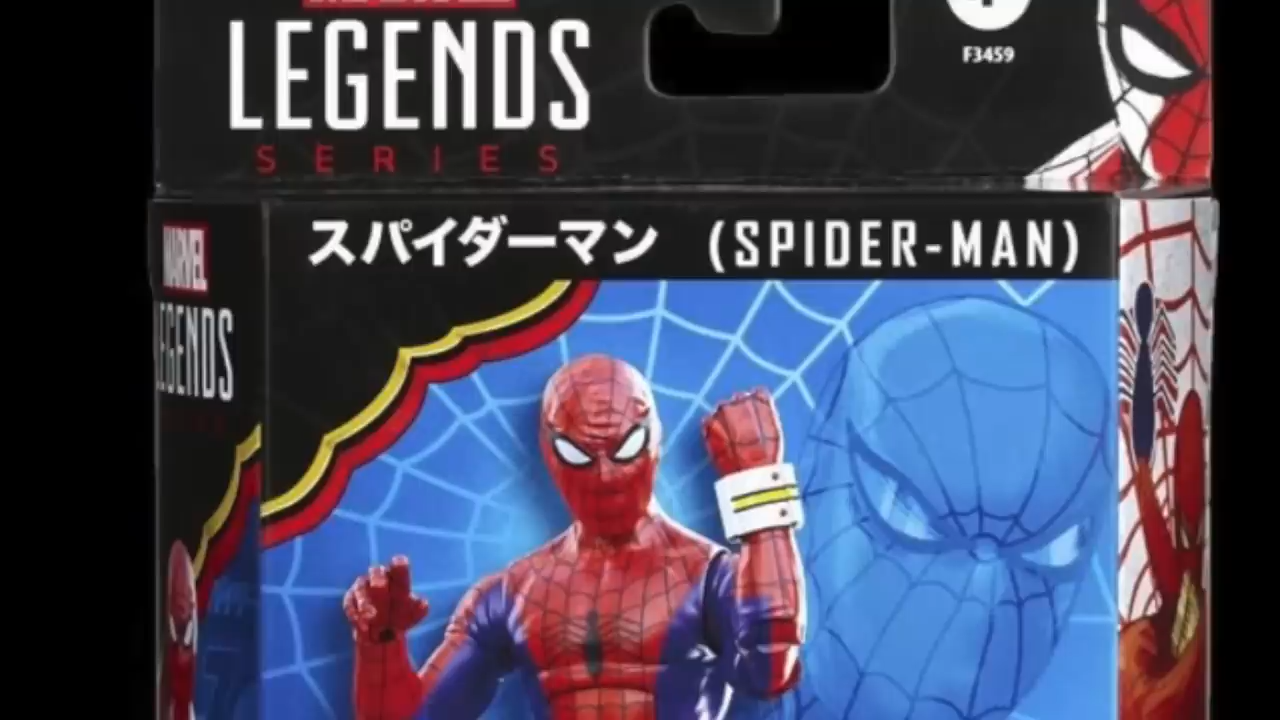 LEGENDS
SERIES
F3459
スパイダーマン (SPIDER-MAN)
MARVEL
LEGENDS